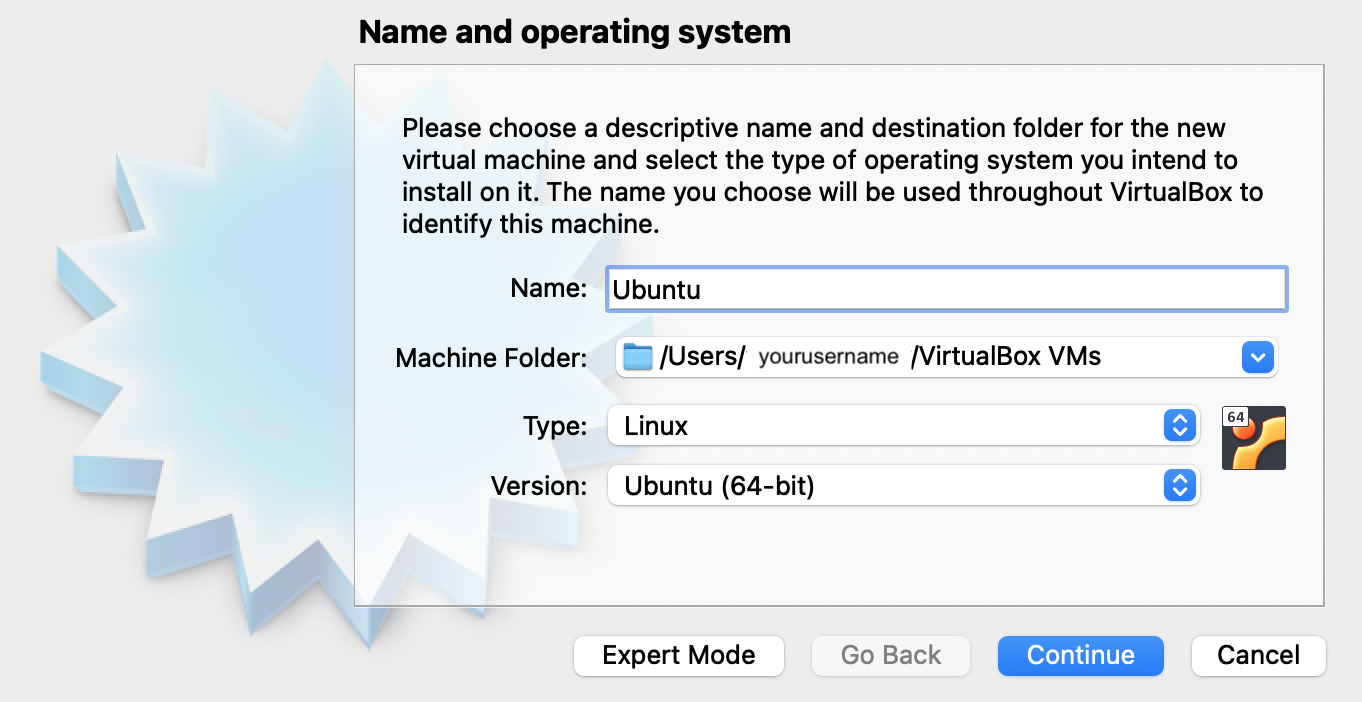 Name and operating system
Please choose a descriptive name and destination folder for the new
virtual machine and select the type of operating system you intend to
install on it. The name you choose will be used throughout VirtualBox to
identify this machine.
Name: Ubuntu
Machine Folder: /Users/ yourusername /VirtualBox VMs
Type: Linux
64
Version: Ubuntu (64-bit)
Expert Mode Go Back Continue Cancel